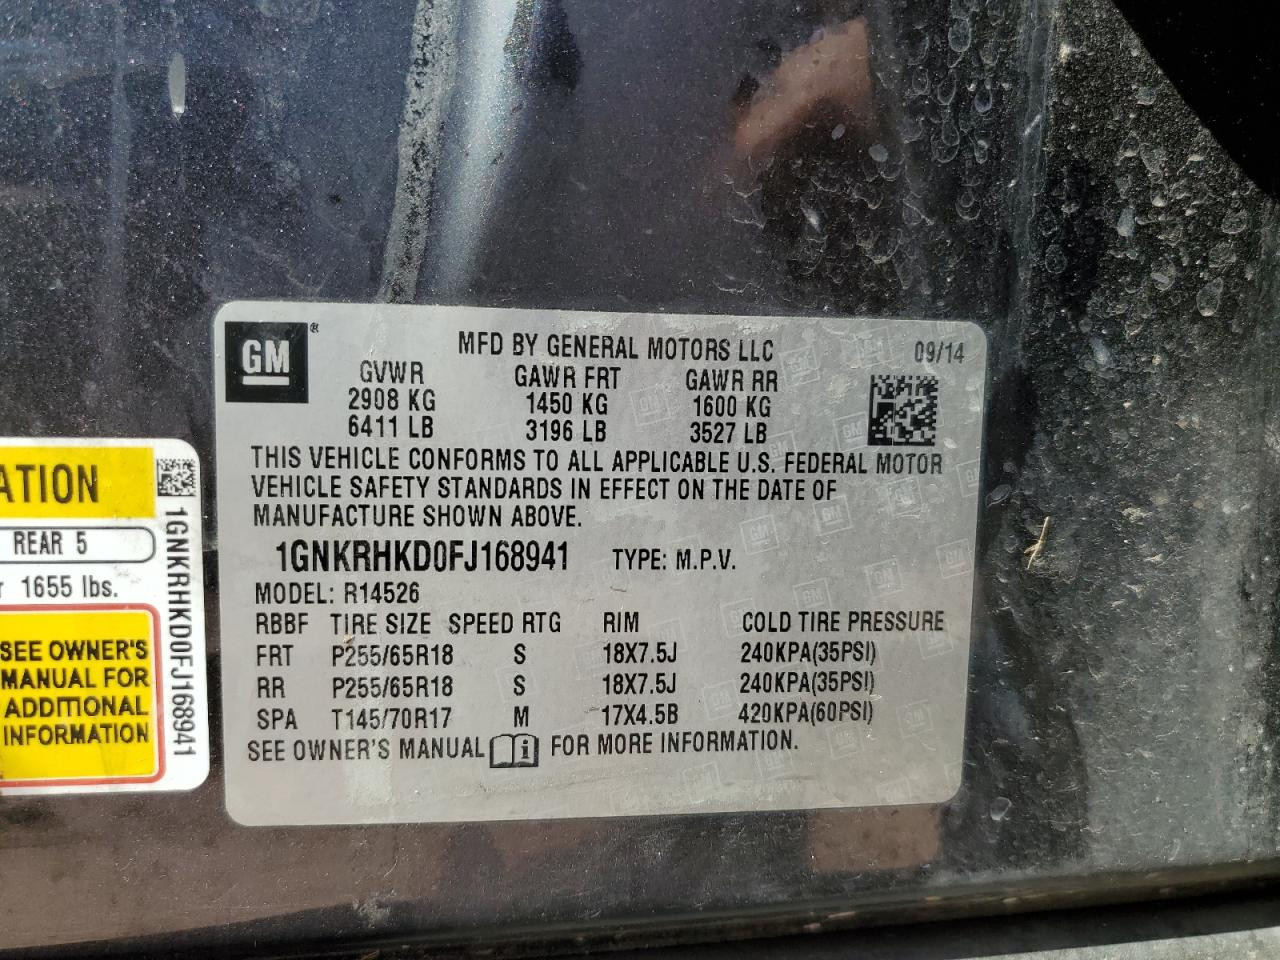 GM®
MFD BY GENERAL MOTORS LLC 09/14
GVWR GAWR FRT GAWR RR
2908 KG 1450 KG 1600 KG
6411 LB 3196 LB 3527 LB
THIS VEHICLE CONFORMS TO ALL APPLICABLE U.S. FEDERAL MOTOR
VEHICLE SAFETY STANDARDS IN EFFECT ON THE DATE OF
MANUFACTURE SHOWN ABOVE.
1GNKRHKD0FJ168941 TYPE: M.P.V.
MODEL: R14526
RBBF TIRE SIZE SPEED RTG RIM COLD TIRE PRESSURE
FRT P255/65R18 S 18X7.5J 240KPA(35PSI)
RR P255/65R18 S 18X7.5J 240KPA(35PSI)
SPA T145/70R17 M 17X4.5B 420KPA(60PSI)
SEE OWNER'S MANUAL i FOR MORE INFORMATION.
ATION
REAR 5
r 1655 lbs.
SEE OWNER'S
MANUAL FOR
ADDITIONAL
INFORMATION
1GNKRHKD0FJ168941